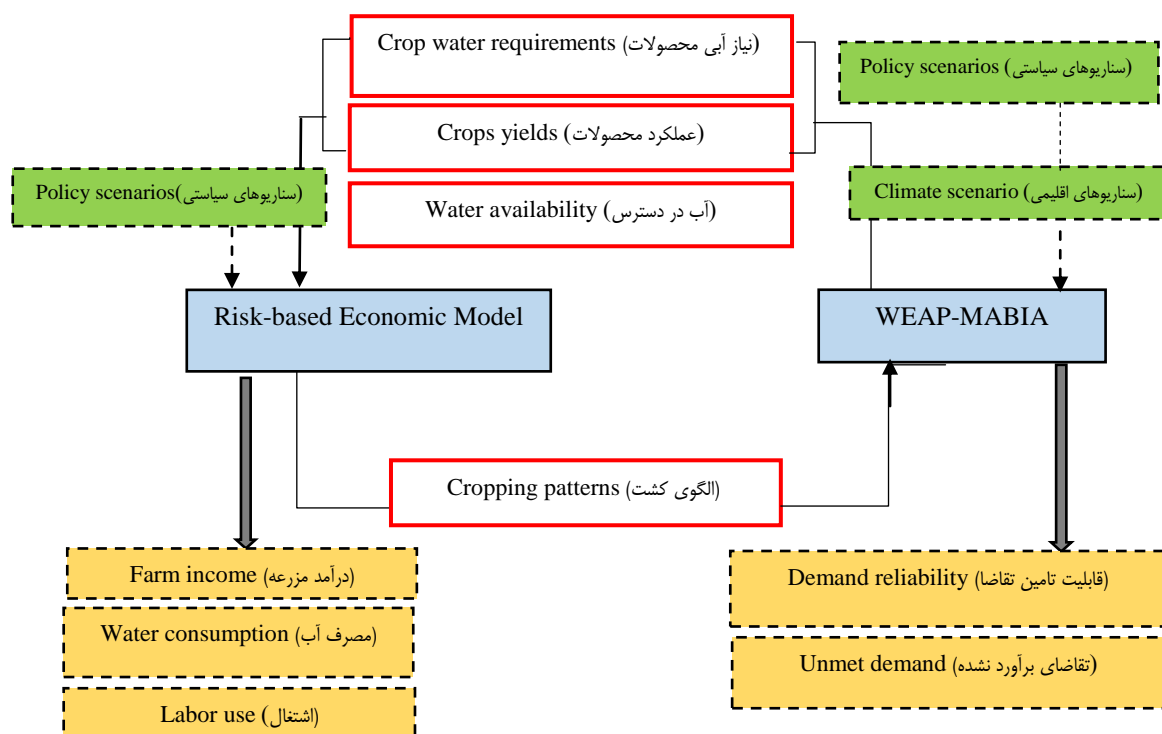 Crop water requirements (نیاز آبی محصولات)
Policy scenarios (سناریوهای سیاستی)
Crops yields (عملکرد محصولات)
Policy scenarios(سناریوهای سیاستی)
Water availability (آب در دسترس)
Climate scenario (سناریوهای اقلیمی)
Risk-based Economic Model
WEAP-MABIA
Cropping patterns (الگوی کشت)
Farm income (درآمد مزرعه)
Demand reliability (قابلیت تامین تقاضا)
Water consumption (مصرف آب)
Unmet demand (تقاضای برآورد نشده)
Labor use (اشتغال)